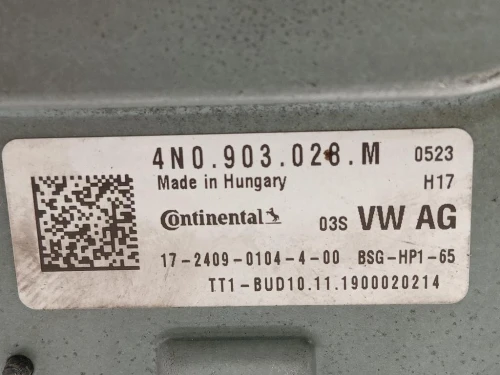 4N0.903.028.M 0523
Made in Hungary H17
Continental 03S VW AG
17-2409-0104-4-00 BSG-HP1-65
TT1-BUD10.11.1900020214